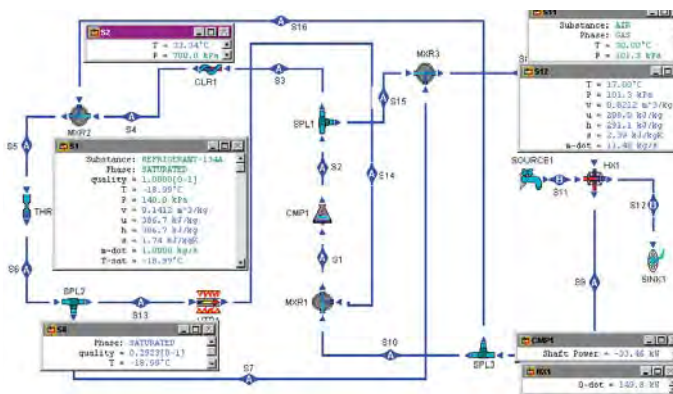 S2
T = 33.34°C
P = 700.0 kPa
S16
S11
Substance: AIR
Phase: GAS
T = 30.00°C
P = 101.3 kPa
MXR3
S12
T = 17.00°C
P = 101.3 kPa
v = 0.8212 m^3/kg
h = 291.1 kJ/kg
s = 2.39 kJ/kgK
m-dot = 11.48 kg/s
CLR1
S3
S4
MXR2
S5
SPL1
S15
S2
S14
CMP1
S1
S1
Substance: REFRIGERANT-134A
Phase: SATURATED
quality = 1.0000[0-1]
T = -18.99°C
P = 140.0 kPa
v = 0.1412 m^3/kg
u = 366.7 kJ/kg
h = 386.7 kJ/kg
s = 1.74 kJ/kgK
m-dot = 1.0000 kg/s
T-sat = -18.99°C
THR
S6
SPL2
S13
MXR1
S10
S7
SPL3
S9
SOURCE1
S11
HX1
S12
SINK1
Phase: SATURATED
quality = 0.2929[0-1]
T = -18.99°C
CMP1
Shaft Power = -33.46 kW
HX1
Q-dot = 149.8 kW